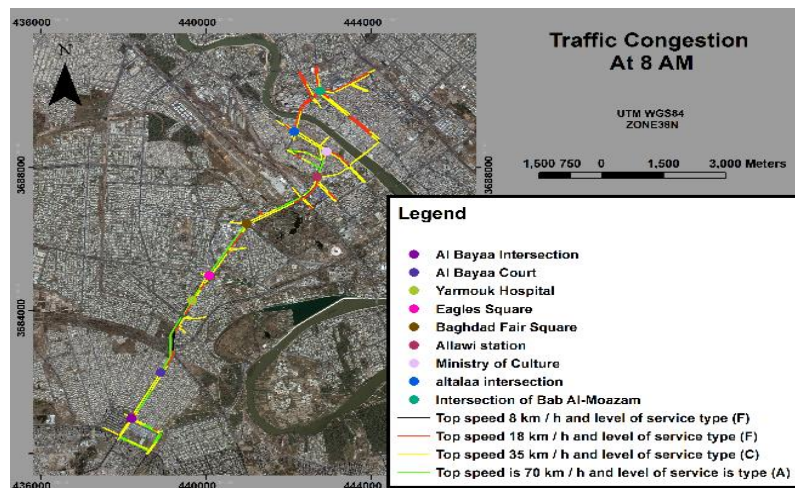 436000
440000
444000
N
Traffic Congestion
At 8 AM
UTM WGS84
ZONE38N
1,500 750 0 1,500 3,000 Meters
3688000
3688000
3684000
Legend
Al Bayaa Intersection
Al Bayaa Court
Yarmouk Hospital
Eagles Square
Baghdad Fair Square
Allawi station
Ministry of Culture
altalaa intersection
Intersection of Bab Al-Moazam
Top speed 8 km / h and level of service type (F)
Top speed 18 km / h and level of service type (F)
Top speed 35 km / h and level of service type (C)
Top speed is 70 km / h and level of service is type (A)
436000
440000
444000